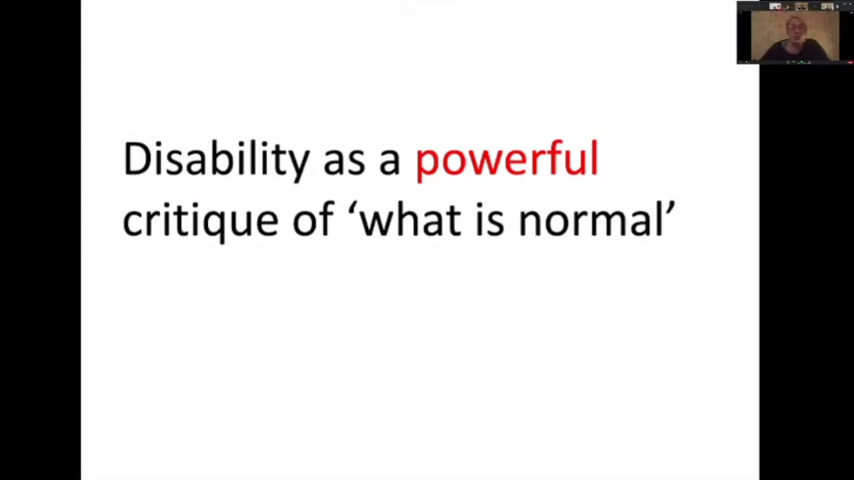 Disability as a powerful
critique of ‘what is normal’